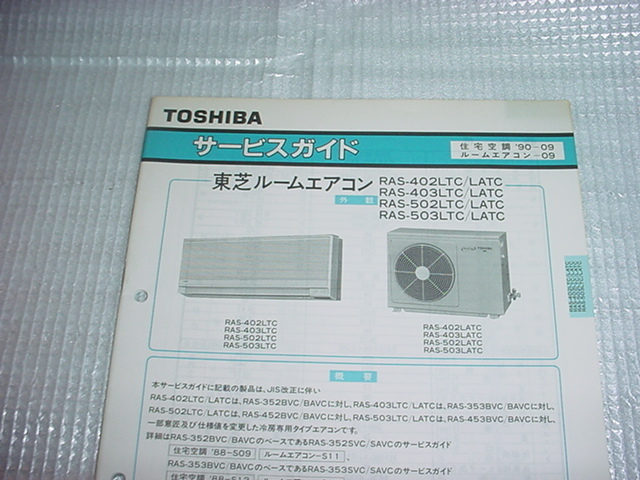 TOSHIBA
サービスガイド
住宅空調 '90-09
ルームエアコン-09
東芝ルームエアコン
RAS-402LTC/LATC
RAS-403LTC/LATC
RAS-502LTC/LATC
RAS-503LTC/LATC
外観
TOSHIBA
RAS-402LTC
RAS-403LTC
RAS-502LTC
RAS-503LTC
RAS-402LATC
RAS-403LATC
RAS-502LATC
RAS-503LATC
概要
本サービスガイドに記載の製品は、JIS改正に伴い
RAS-402LTC/LATCは、RAS-352BVC/BAVCに対し、RAS-403LTC/LATCは、RAS-353BVC/BAVCに対し、
RAS-502LTC/LATCは、RAS-452BVC/BAVCに対し、RAS-503LTC/LATCは、RAS-453BVC/BAVCに対し、
一部意匠及び仕様値を変更した冷房専用タイプエアコンです。
詳細はRAS-352BVC/BAVCのベースであるRAS-352SVC/SAVCのサービスガイド
住宅空調 '88-S09 ルームエアコン-S11、
RAS-353BVC/BAVCのベースであるRAS-353SVC/SAVCのサービスガイド